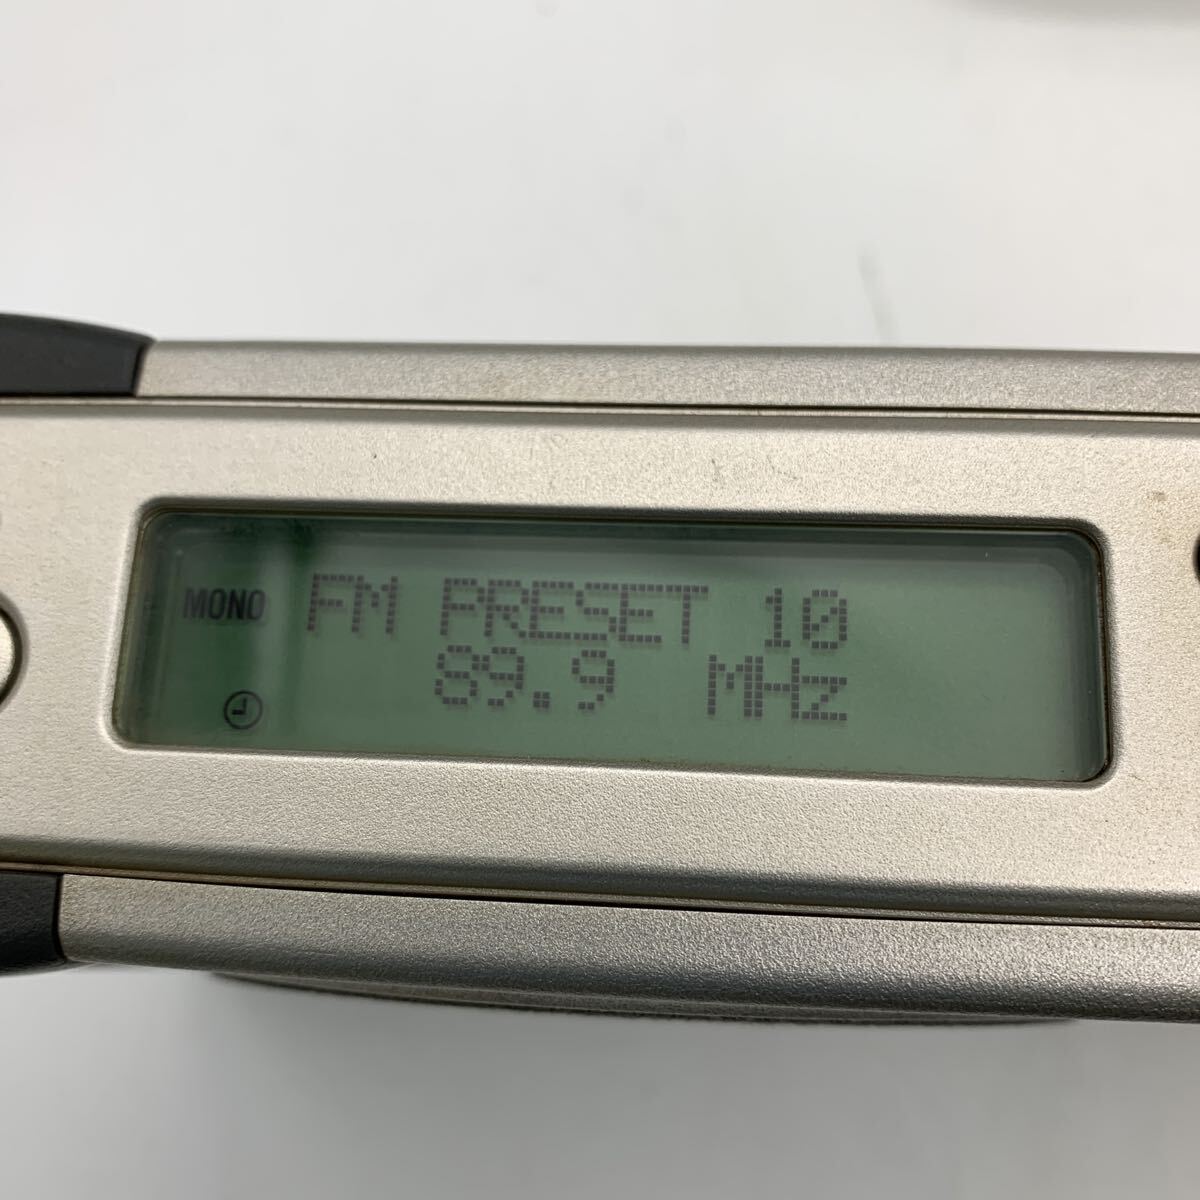 MONO FM PRESET 10
89.9 MHz